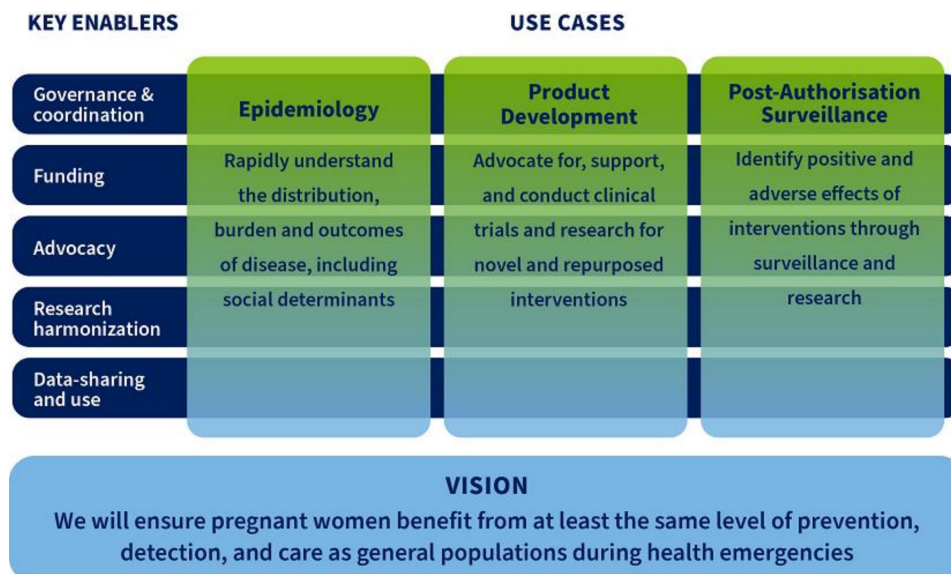 KEY ENABLERS
USE CASES
Governance &
coordination
Funding
Advocacy
Research
harmonization
Data-sharing
and use
Epidemiology
Rapidly understand
the distribution,
burden and outcomes
of disease, including
social determinants
Product
Development
Advocate for, support,
and conduct clinical
trials and research for
novel and repurposed
interventions
Post-Authorisation
Surveillance
Identify positive and
adverse effects of
interventions through
surveillance and
research
VISION
We will ensure pregnant women benefit from at least the same level of prevention,
detection, and care as general populations during health emergencies